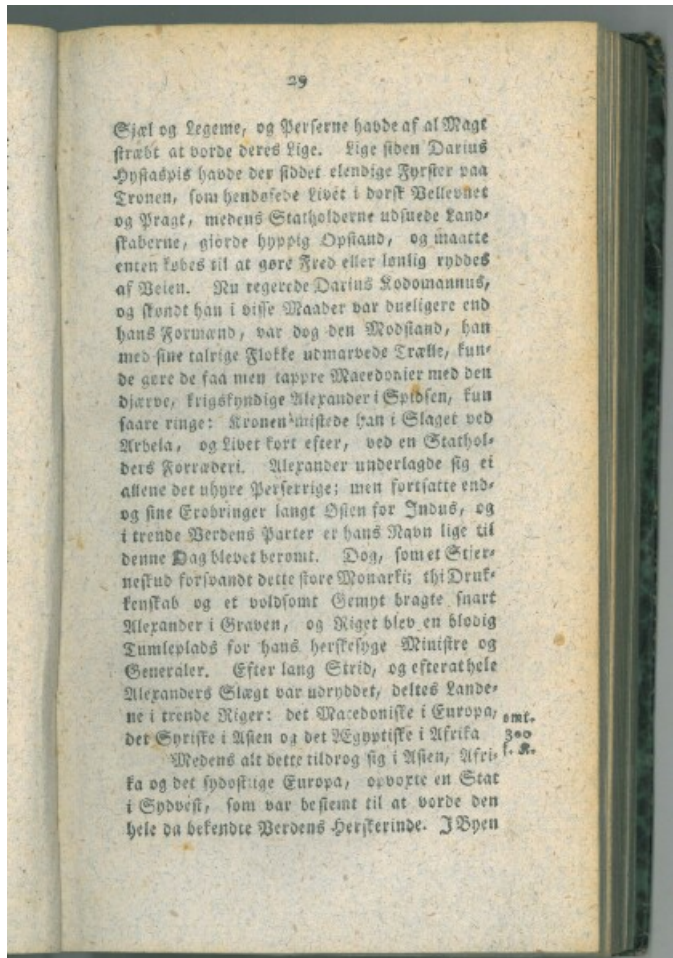 29
Sjæl og Legeme, og Perserne havde af al Magt
stræbt at vorde deres Lige. Lige siden Darius
Hystaspis havde der siddet elendige Fyrster paa
Tronen, som hendøsede Livet i dorsk Vellevnet
og Pragt, medens Statholderne udsuede Land-
skaberne, giorde hyppig Opstand, og maatte
enten købes til at gøre Fred eller lønlig ryddes
af Veien. Nu regerede Darius Kodomannus,
og skøndt han i visse Maader var dueligere end
hans Formænd, var dog den Modstand, han
med sine talrige Flokke udmarvede Trælle, kun-
de gøre de faa men tappre Macedonier med den
djærve, krigskyndige Alexander i Spidsen, kun
saare ringe: Kronen mistede han i Slaget ved
Arbela, og Livet kort efter, ved en Stathol-
ders Forræderi. Alexander underlagde sig ei
allene det uhyre Perserrige; men fortsatte end-
og sine Erobringer langt Østen for Indus, og
i trende Verdens Parter er hans Navn lige til
denne Dag blevet berømt. Dog, som et Stjer-
neskud forsvandt dette store Monarki; thi Druk-
kenskab og et voldsomt Gemyt bragte snart
Alexander i Graven, og Riget blev en blodig
Tumleplads for hans herskesyge Ministre og
Generaler. Efter lang Strid, og efterat hele
Alexanders Slægt var udryddet, deltes Lande-
ne i trende Riger: det Macedoniske i Europa, omt.
det Syriske i Asien og det Ægyptiske i Afrika 300
f. K.
Medens alt dette tildrog sig i Asien, Afri-
ka og det sydøstlige Europa, opvoxte en Stat
i Sydvest, som var bestemt til at vorde den
hele da bekendte Verdens Herskerinde. I Byen